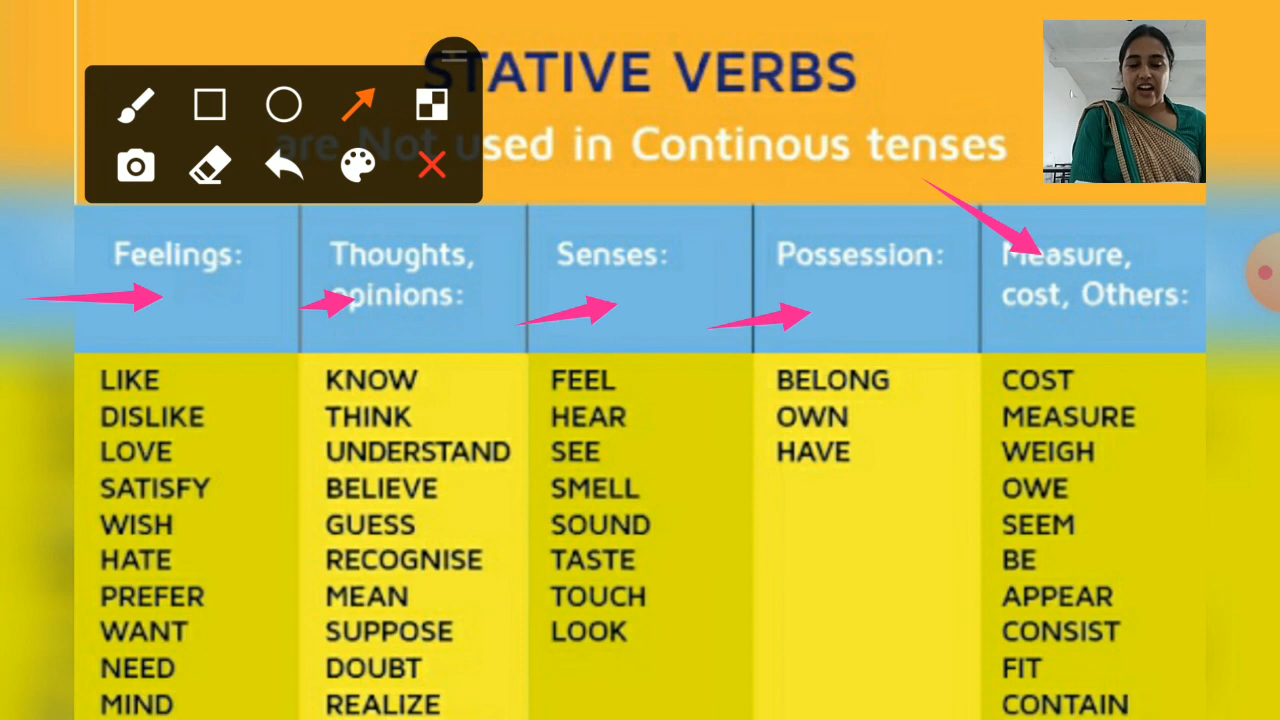 STATIVE VERBS
are Not used in Continous tenses
Feelings:
Thoughts,
opinions:
Senses:
Possession:
Measure,
cost, Others:
LIKE
DISLIKE
LOVE
SATISFY
WISH
HATE
PREFER
WANT
NEED
MIND
KNOW
THINK
UNDERSTAND
BELIEVE
GUESS
RECOGNISE
MEAN
SUPPOSE
DOUBT
REALIZE
FEEL
HEAR
SEE
SMELL
SOUND
TASTE
TOUCH
LOOK
BELONG
OWN
HAVE
COST
MEASURE
WEIGH
OWE
SEEM
BE
APPEAR
CONSIST
FIT
CONTAIN